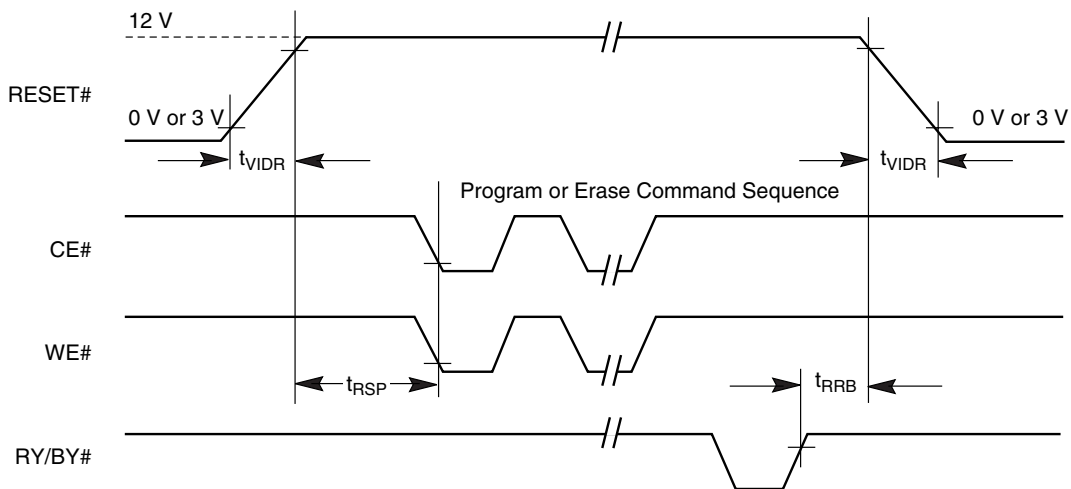 12 V
RESET#
0 V or 3 V
0 V or 3 V
tVIDR
tVIDR
Program or Erase Command Sequence
CE#
WE#
tRSP
tRRB
RY/BY#